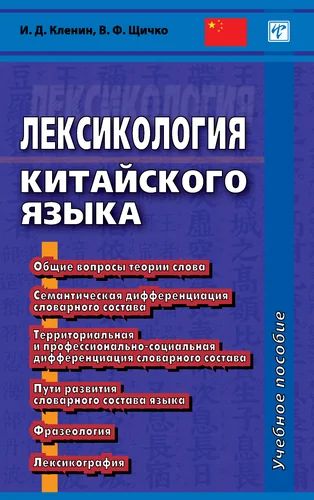 И. Д. Кленин, В. Ф. Щичко
ЛЕКСИКОЛОГИЯ
ЛЕКСИКОЛОГИЯ
КИТАЙСКОГО
ЯЗЫКА
Общие вопросы теории слова
Семантическая дифференциация
словарного состава
Территориальная
и профессионально-социальная
дифференциация словарного состава
Пути развития
словарного состава языка
Фразеология
Лексикография
Учебное пособие